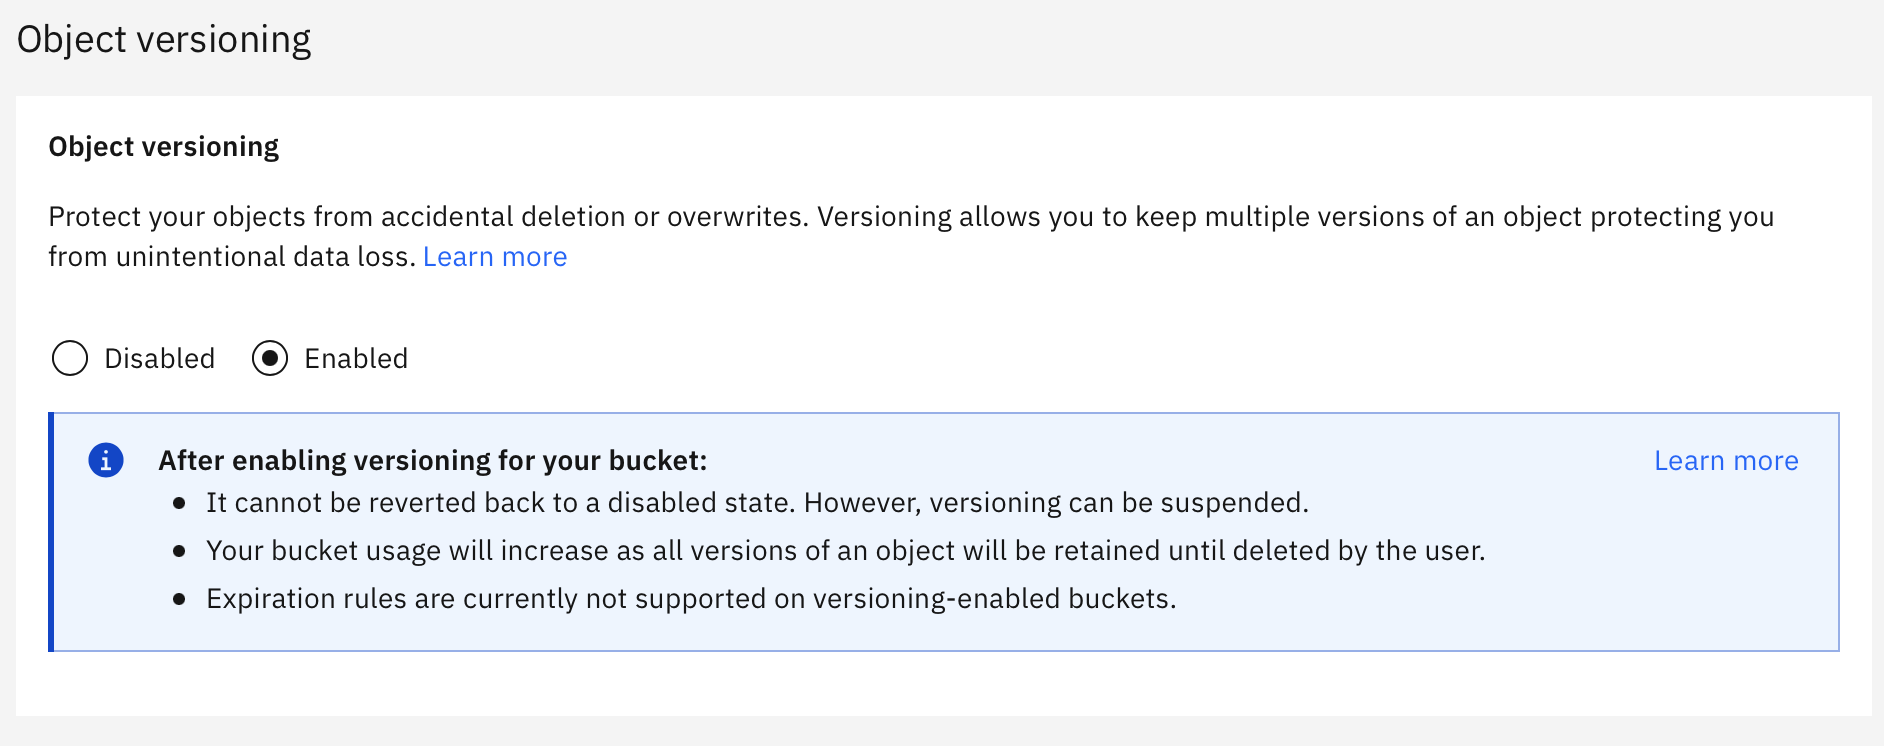 Object versioning
Object versioning
Protect your objects from accidental deletion or overwrites. Versioning allows you to keep multiple versions of an object protecting you
from unintentional data loss. Learn more
Disabled Enabled
After enabling versioning for your bucket: Learn more
• It cannot be reverted back to a disabled state. However, versioning can be suspended.
• Your bucket usage will increase as all versions of an object will be retained until deleted by the user.
• Expiration rules are currently not supported on versioning-enabled buckets.